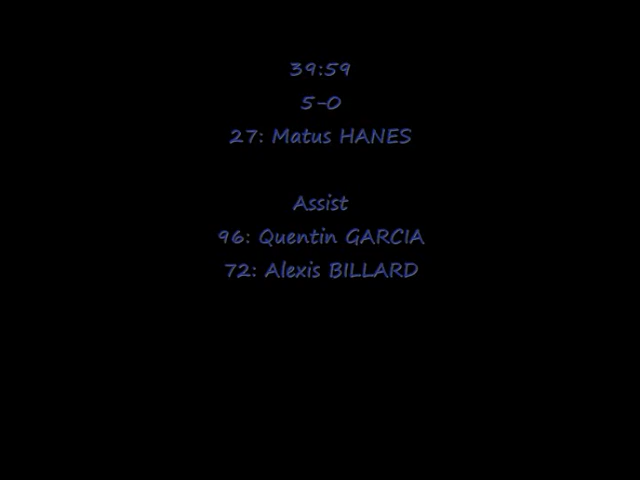 39:59
5-0
27: Matus HANES
Assist
96: Quentin GARCIA
72: Alexis BILLARD